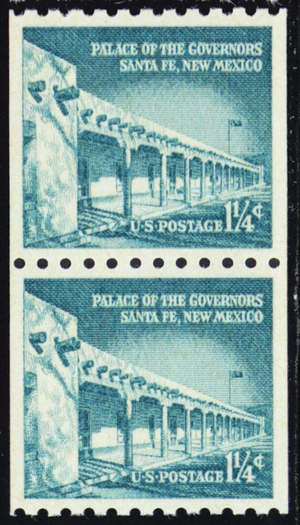 PALACE OF THE GOVERNORS
SANTA FE, NEW MEXICO
U·S·POSTAGE 1¼¢
PALACE OF THE GOVERNORS
SANTA FE, NEW MEXICO
U·S·POSTAGE 1¼¢